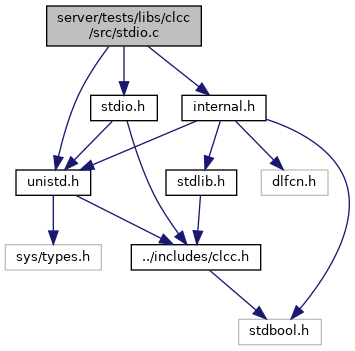 server/tests/libs/clcc
/src/stdio.c
stdio.h
internal.h
unistd.h
stdlib.h
dlfcn.h
sys/types.h
../includes/clcc.h
stdbool.h